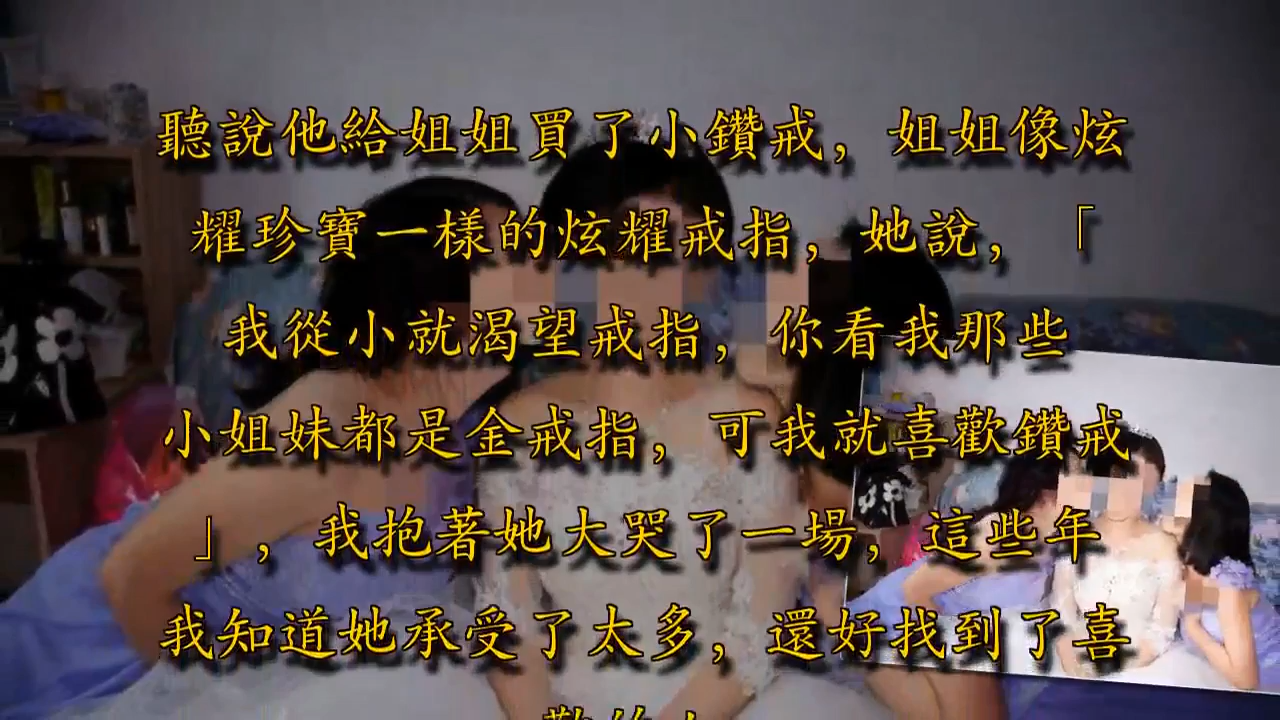 聽說他給姐姐買了小鑽戒，姐姐像炫
耀珍寶一樣的炫耀戒指，她說，「
我從小就渴望戒指，你看我那些
小姐妹都是金戒指，可我就喜歡鑽戒
」，我抱著她大哭了一場，這些年
我知道她承受了太多，還好找到了喜